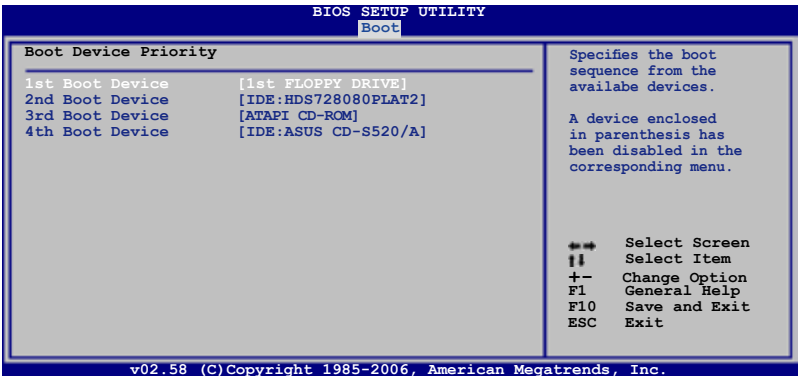 BIOS SETUP UTILITY
Boot
Boot Device Priority
1st Boot Device [1st FLOPPY DRIVE]
2nd Boot Device [IDE:HDS728080PLAT2]
3rd Boot Device [ATAPI CD-ROM]
4th Boot Device [IDE:ASUS CD-S520/A]
Specifies the boot
sequence from the
availabe devices.
A device enclosed
in parenthesis has
been disabled in the
corresponding menu.
←→ Select Screen
↑↓ Select Item
+- Change Option
F1 General Help
F10 Save and Exit
ESC Exit
v02.58 (C)Copyright 1985-2006, American Megatrends, Inc.